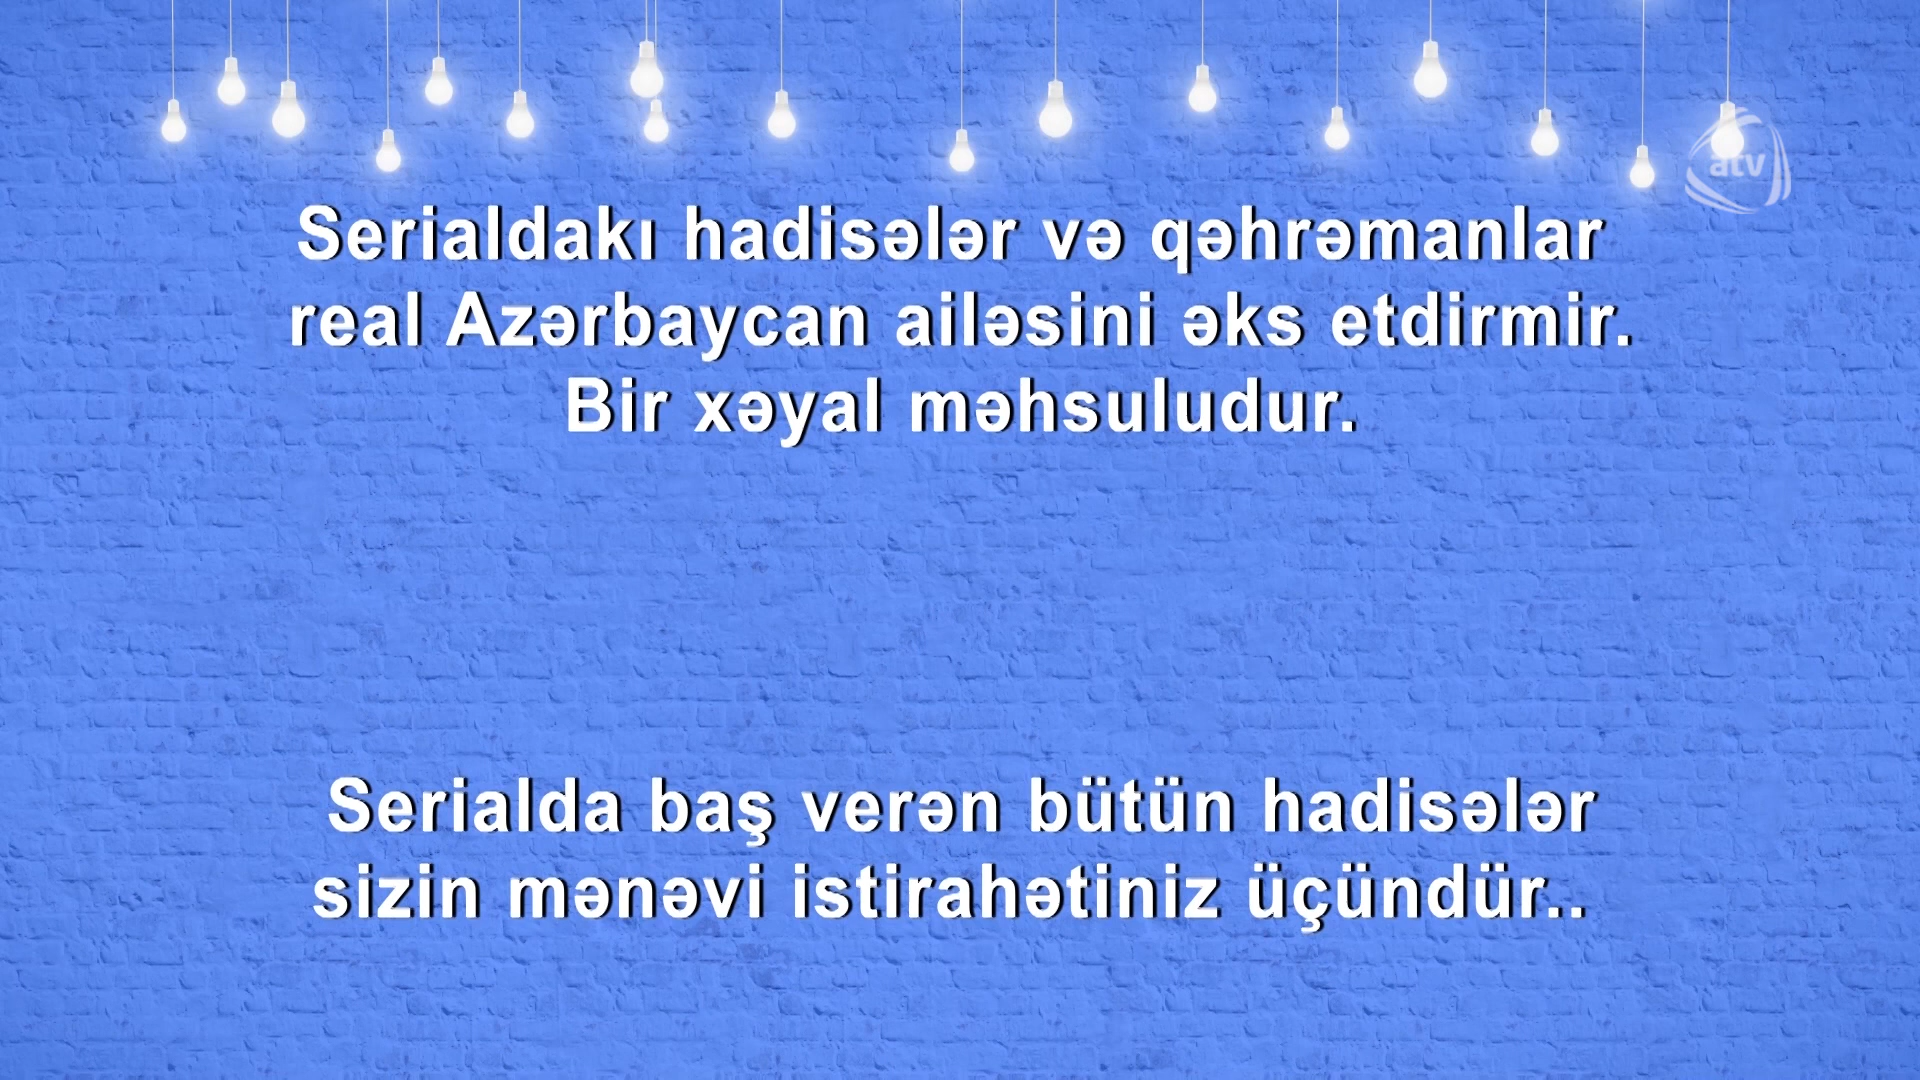 atv
Serialdakı hadisələr və qəhrəmanlar
real Azərbaycan ailəsini əks etdirmir.
Bir xəyal məhsuludur.
Serialda baş verən bütün hadisələr
sizin mənəvi istirahətiniz üçündür..